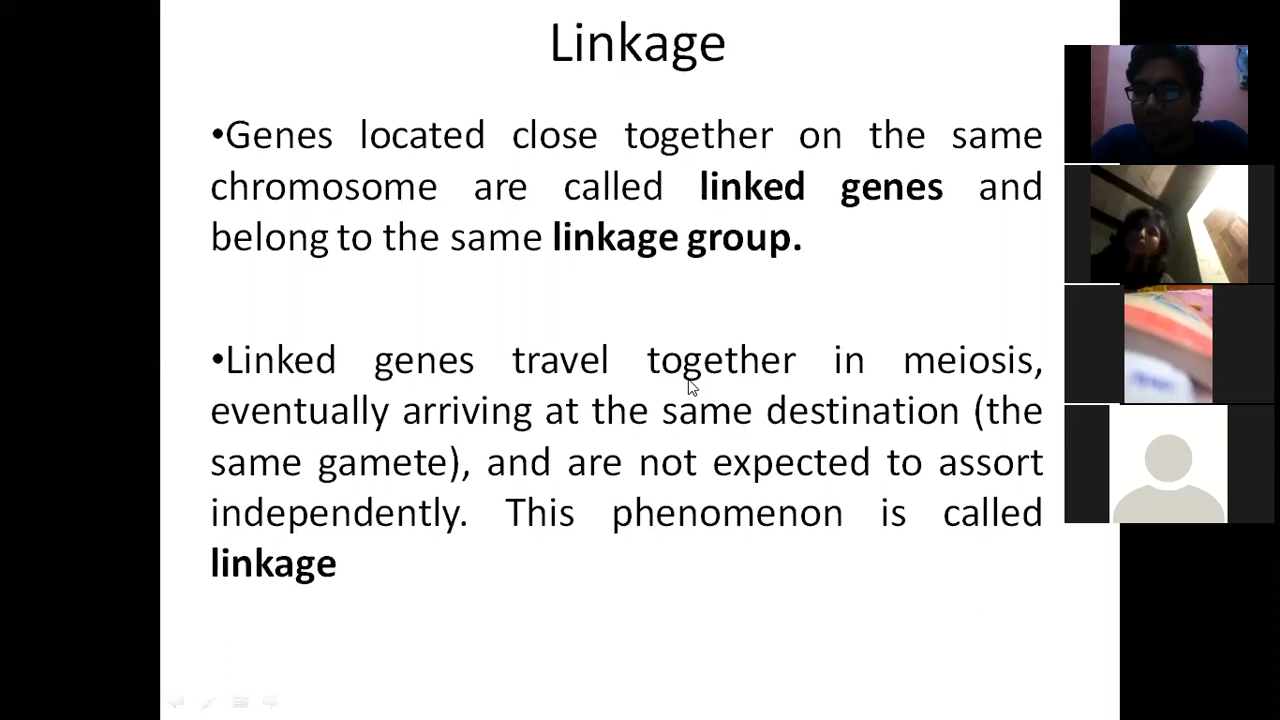 Linkage
•Genes located close together on the same
chromosome are called linked genes and
belong to the same linkage group.
•Linked genes travel together in meiosis,
eventually arriving at the same destination (the
same gamete), and are not expected to assort
independently. This phenomenon is called
linkage